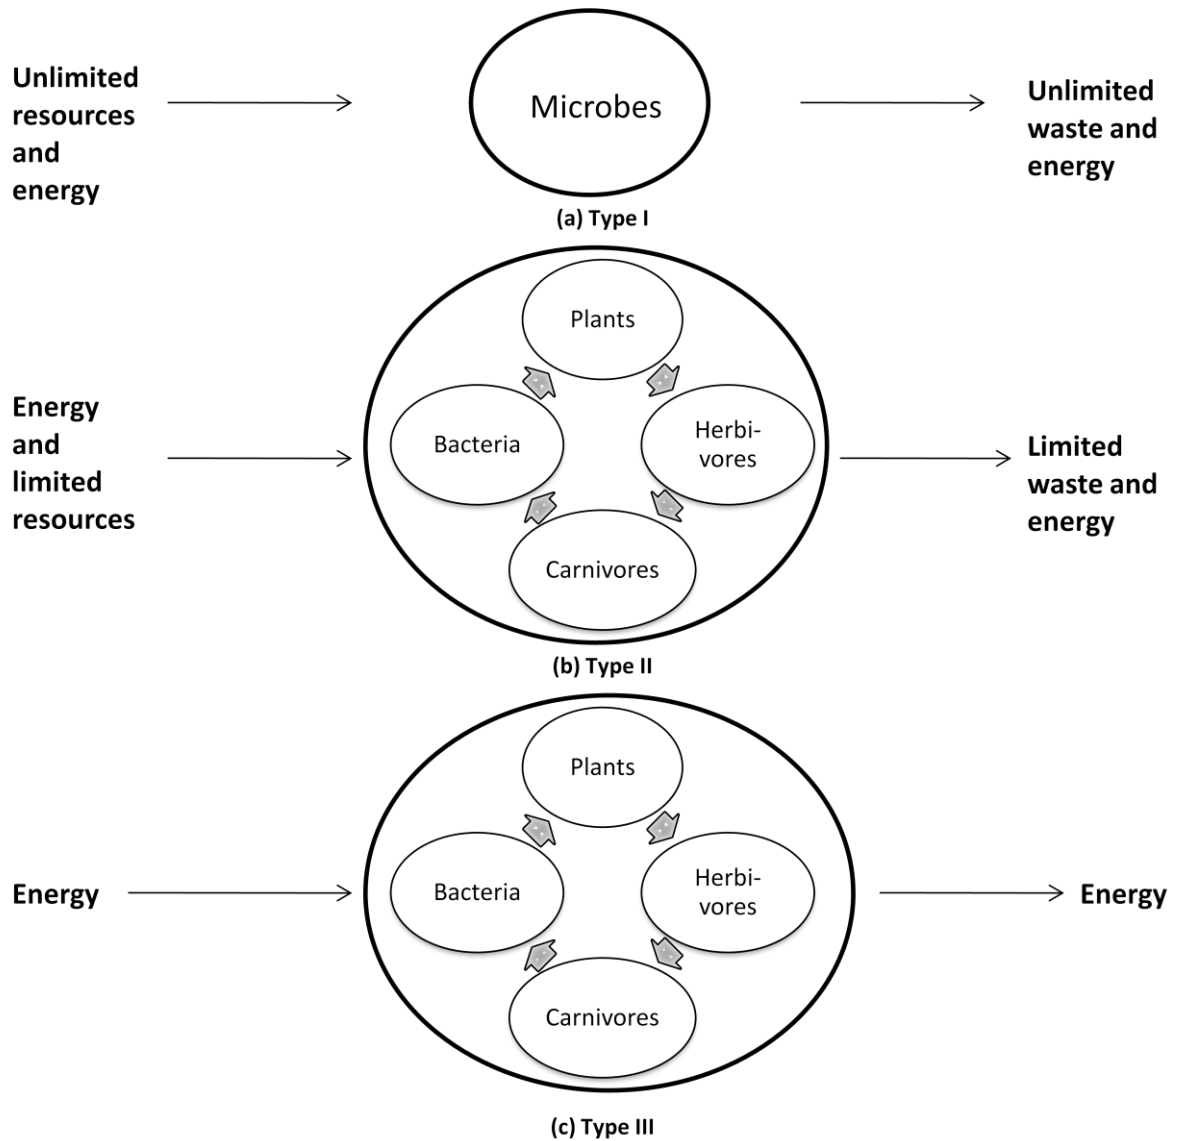 Unlimited
resources
and
energy
Microbes
Unlimited
waste and
energy
(a) Type I
Plants
Energy
and
limited
resources
Bacteria
Herbi-
vores
Limited
waste and
energy
Carnivores
(b) Type II
Plants
Energy
Bacteria
Herbi-
vores
Energy
Carnivores
(c) Type III